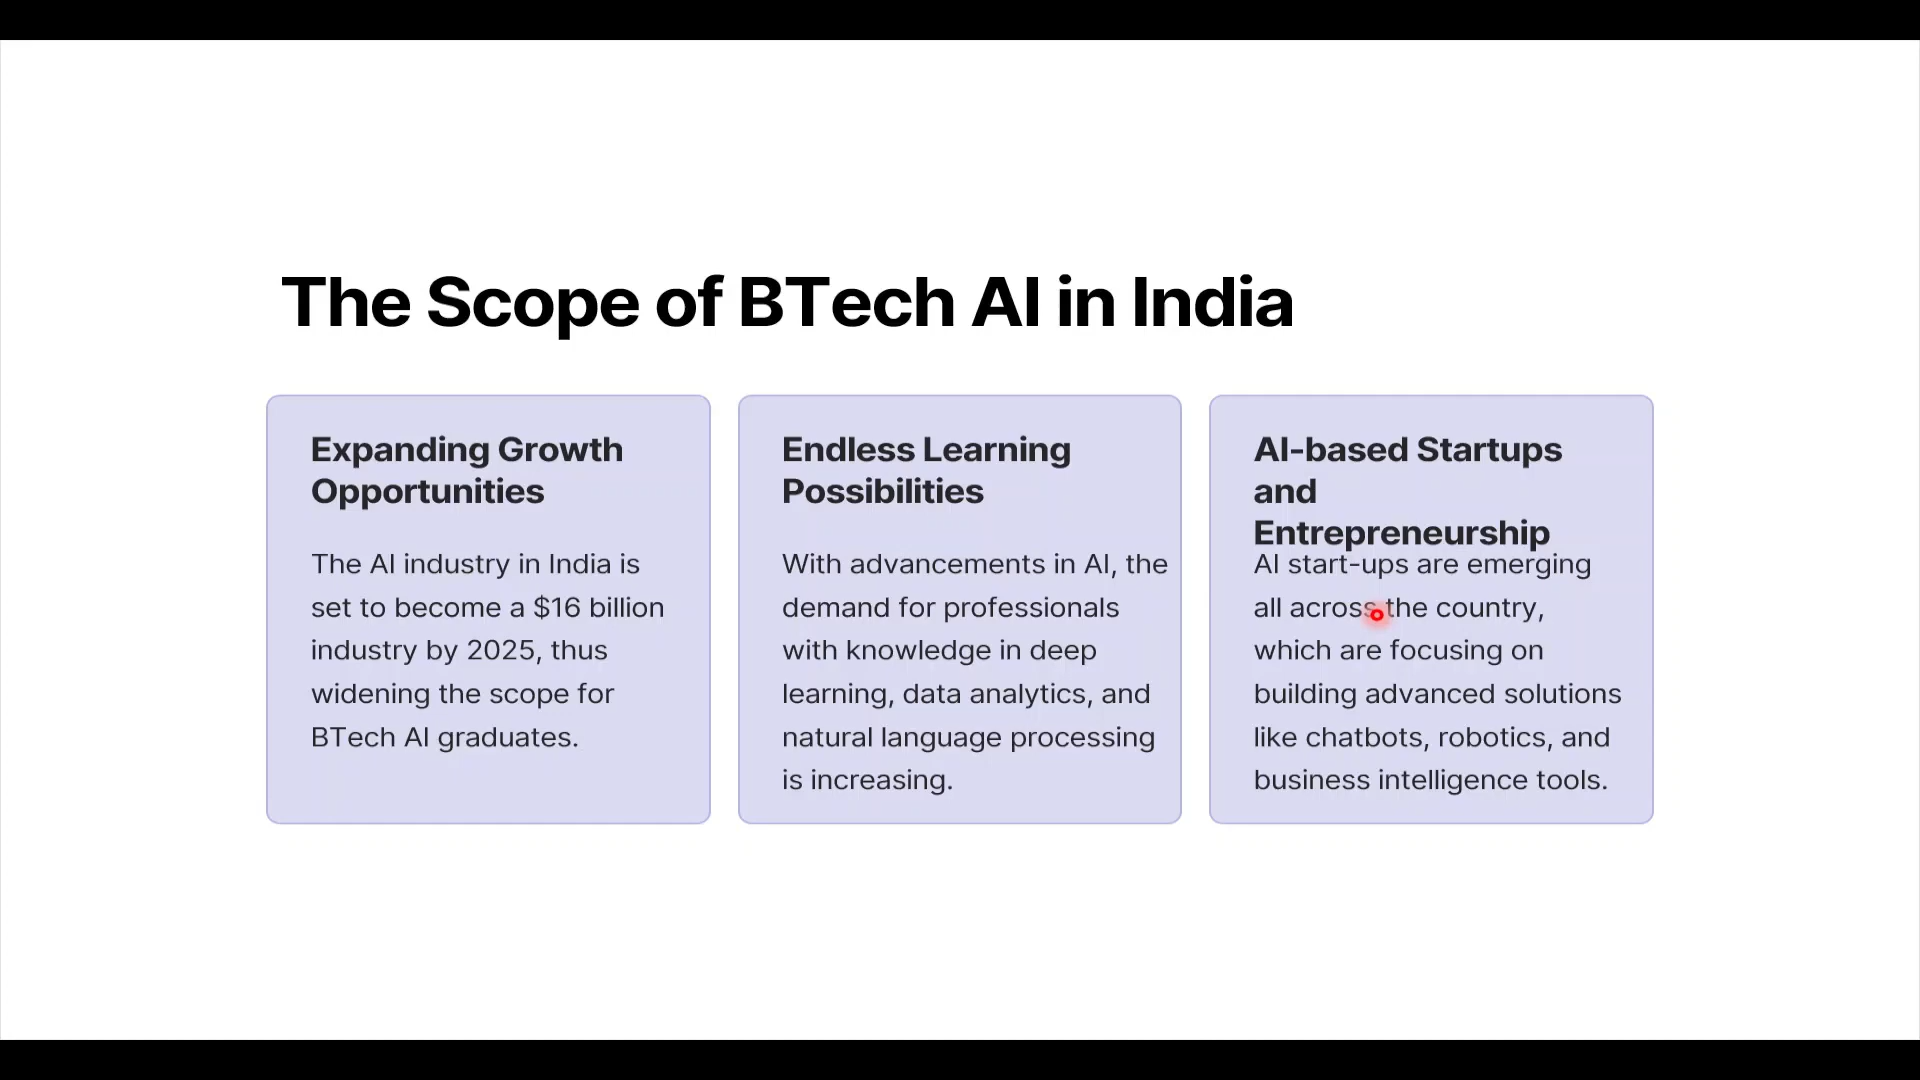 The Scope of BTech AI in India
Expanding Growth
Opportunities
The AI industry in India is
set to become a $16 billion
industry by 2025, thus
widening the scope for
BTech AI graduates.
Endless Learning
Possibilities
With advancements in AI, the
demand for professionals
with knowledge in deep
learning, data analytics, and
natural language processing
is increasing.
AI-based Startups
and
Entrepreneurship
AI start-ups are emerging
all across the country,
which are focusing on
building advanced solutions
like chatbots, robotics, and
business intelligence tools.